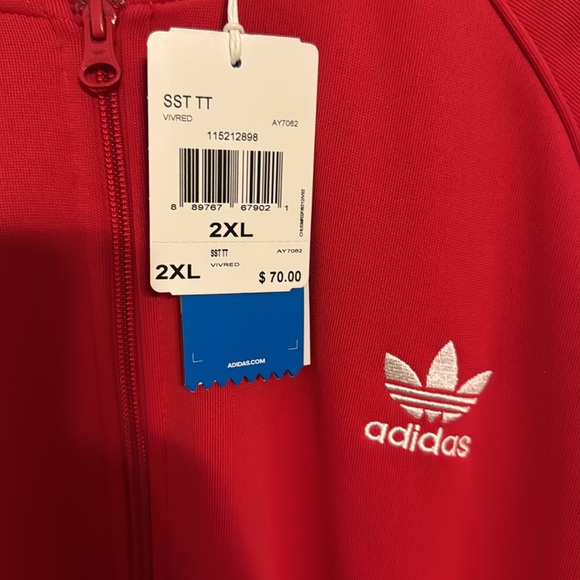 SST TT
VIVRED AY7062
115212898
8 89767 67902 1
2XL
SST TT AY7062
VIVRED
2XL $ 70.00
ADIDAS.COM
adidas